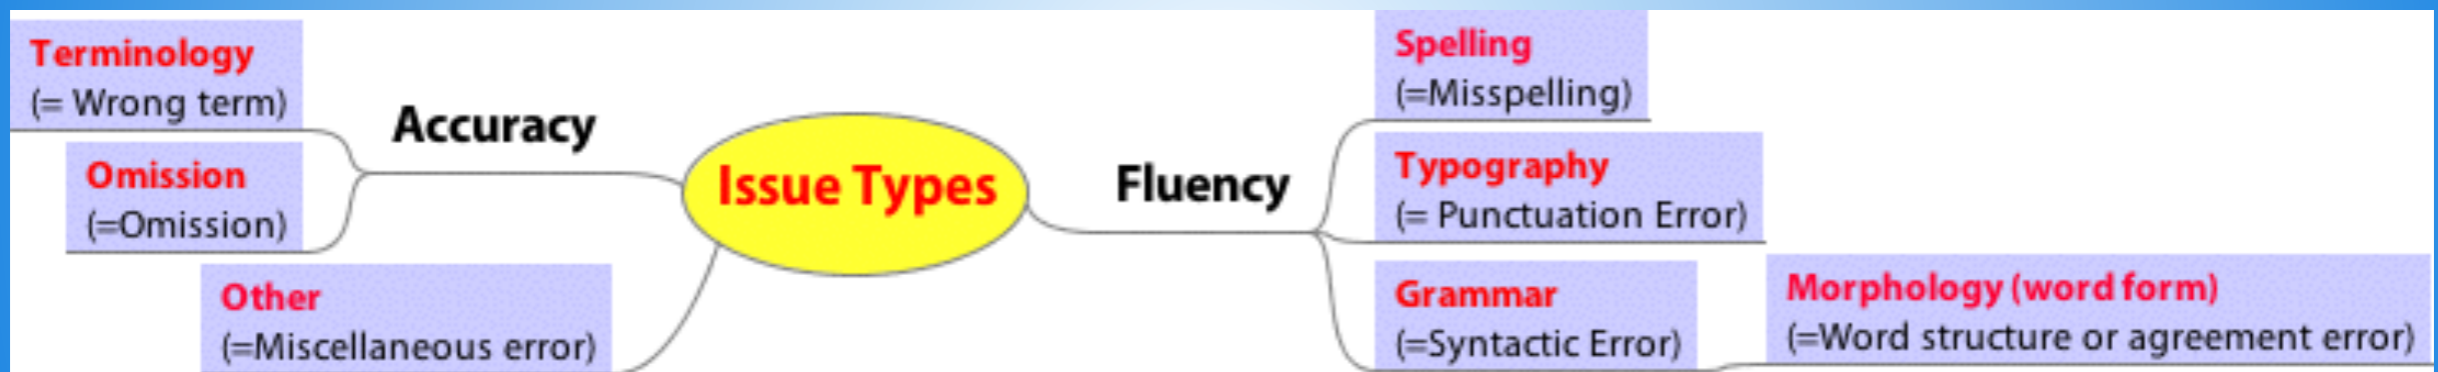 Terminology
(= Wrong term)
Accuracy
Omission
(=Omission)
Other
(=Miscellaneous error)
Issue Types
Fluency
Spelling
(=Misspelling)
Typography
(= Punctuation Error)
Grammar
(=Syntactic Error)
Morphology (word form)
(=Word structure or agreement error)